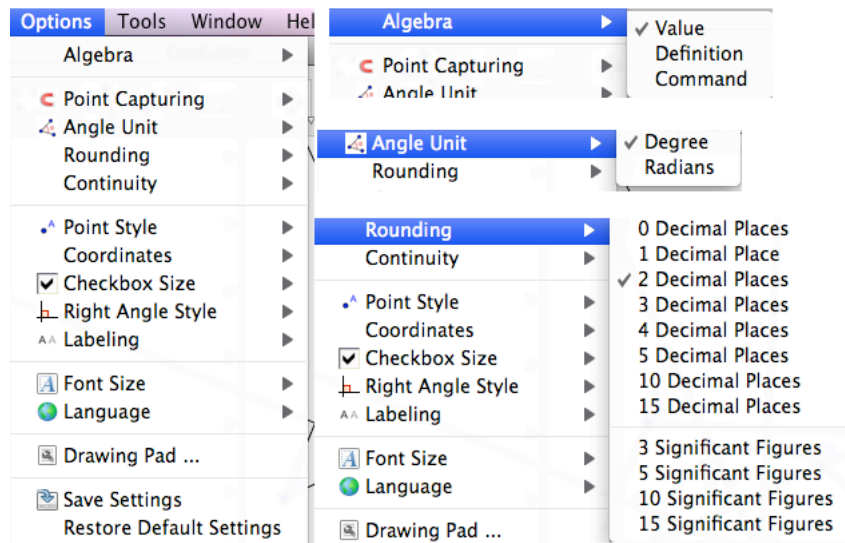 Options Tools Window Hel
Algebra
Point Capturing
Angle Unit
Rounding
Continuity
Point Style
Coordinates
Checkbox Size
Right Angle Style
AA Labeling
Font Size
Language
Drawing Pad ...
Save Settings
Restore Default Settings
Algebra
Point Capturing
Angle Unit
Value
Definition
Command
Angle Unit
Rounding
Degree
Radians
Rounding
Continuity
Point Style
Coordinates
Checkbox Size
Right Angle Style
AA Labeling
Font Size
Language
Drawing Pad ...
0 Decimal Places
1 Decimal Place
2 Decimal Places
3 Decimal Places
4 Decimal Places
5 Decimal Places
10 Decimal Places
15 Decimal Places
3 Significant Figures
5 Significant Figures
10 Significant Figures
15 Significant Figures